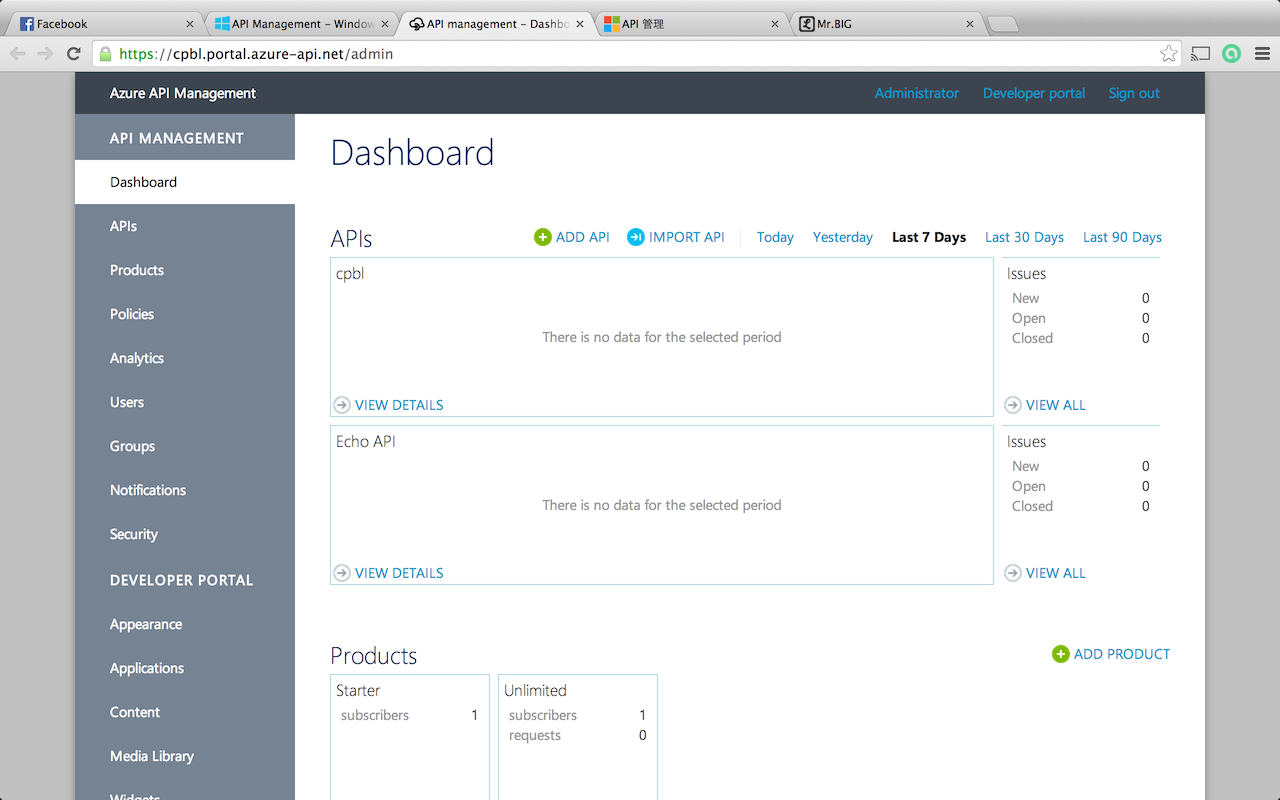 Facebook
API Management – Window
API management – Dashbo
API 管理
Mr.BIG
https://cpbl.portal.azure-api.net/admin
Azure API Management
Administrator
Developer portal
Sign out
API MANAGEMENT
Dashboard
APIs
Products
Policies
Analytics
Users
Groups
Notifications
Security
DEVELOPER PORTAL
Appearance
Applications
Content
Media Library
Widgets
Dashboard
APIs
ADD API
IMPORT API
Today
Yesterday
Last 7 Days
Last 30 Days
Last 90 Days
cpbl
There is no data for the selected period
VIEW DETAILS
Issues
New 0
Open 0
Closed 0
VIEW ALL
Echo API
There is no data for the selected period
VIEW DETAILS
Issues
New 0
Open 0
Closed 0
VIEW ALL
Products
ADD PRODUCT
Starter
subscribers 1
Unlimited
subscribers 1
requests 0